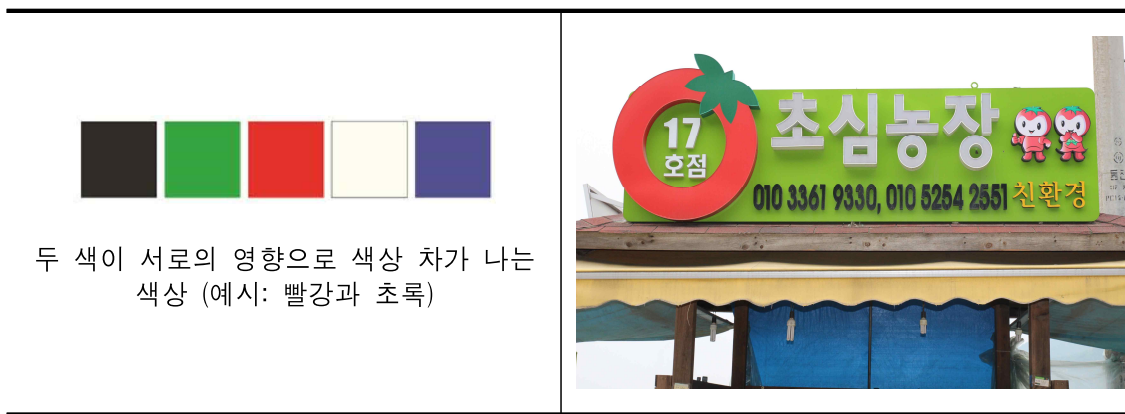 두 색이 서로의 영향으로 색상 차가 나는
색상 (예시: 빨강과 초록)
17
호점
초심농장
010 3361 9330, 010 5254 2551 친환경